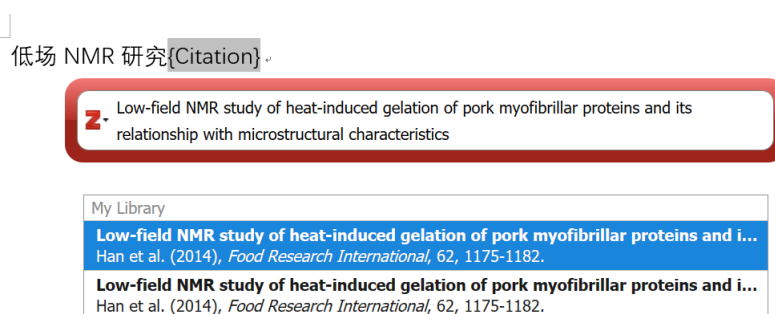 低场 NMR 研究{Citation}
Low-field NMR study of heat-induced gelation of pork myofibrillar proteins and its
relationship with microstructural characteristics
My Library
Low-field NMR study of heat-induced gelation of pork myofibrillar proteins and i...
Han et al. (2014), Food Research International, 62, 1175-1182.
Low-field NMR study of heat-induced gelation of pork myofibrillar proteins and i...
Han et al. (2014), Food Research International, 62, 1175-1182.